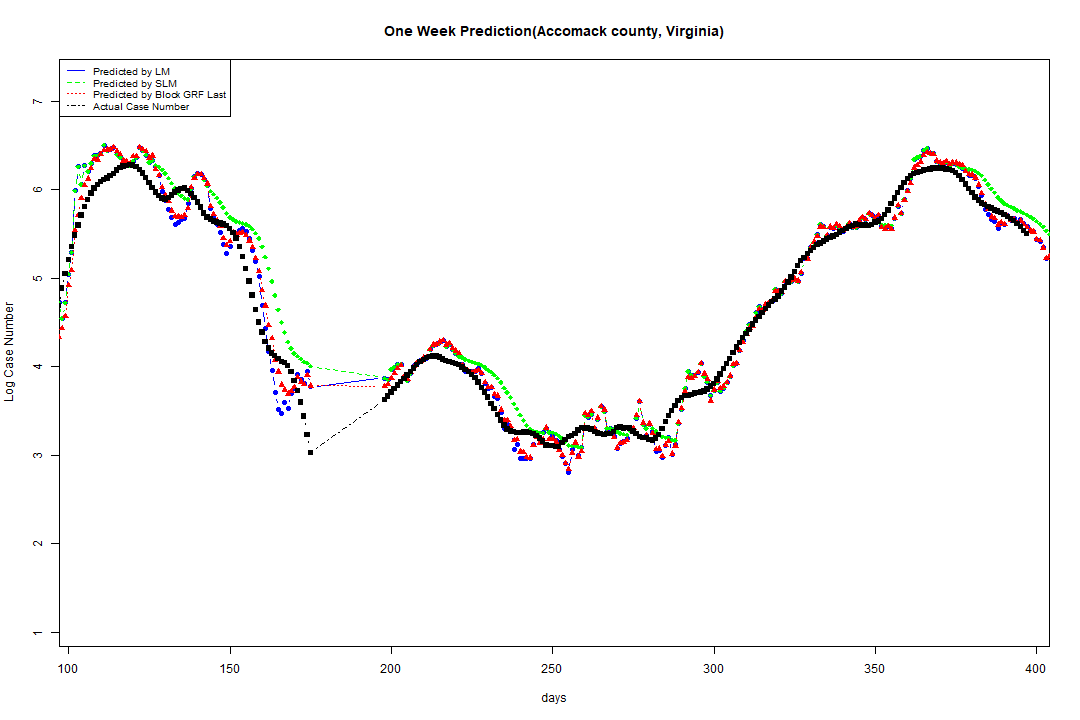 One Week Prediction(Accomack county, Virginia)
Predicted by LM
Predicted by SLM
Predicted by Block GRF Last
Actual Case Number
7
6
5
4
3
2
1
Log Case Number
100 150 200 250 300 350 400
days